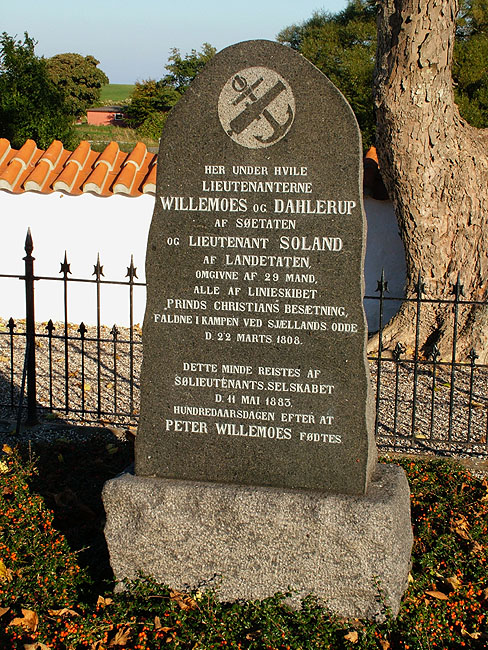 HER UNDER HVILE
LIEUTENANTERNE
WILLEMOES OG DAHLERUP
AF SØETATEN
OG LIEUTENANT SOLAND
AF LANDETATEN,
OMGIVNE AF 29 MAND,
ALLE AF LINIESKIBET
PRINDS CHRISTIAN'S BESÆTNING,
FALDNE I KAMPEN VED SJÆLLANDS ODDE
D. 22 MARTS 1808.
DETTE MINDE REISTES AF
SØLIEUTENANTS.SELSKABET
D. 11 MAI 1883
HUNDREDAARSDAGEN EFTER AT
PETER WILLEMOES FØDTES.